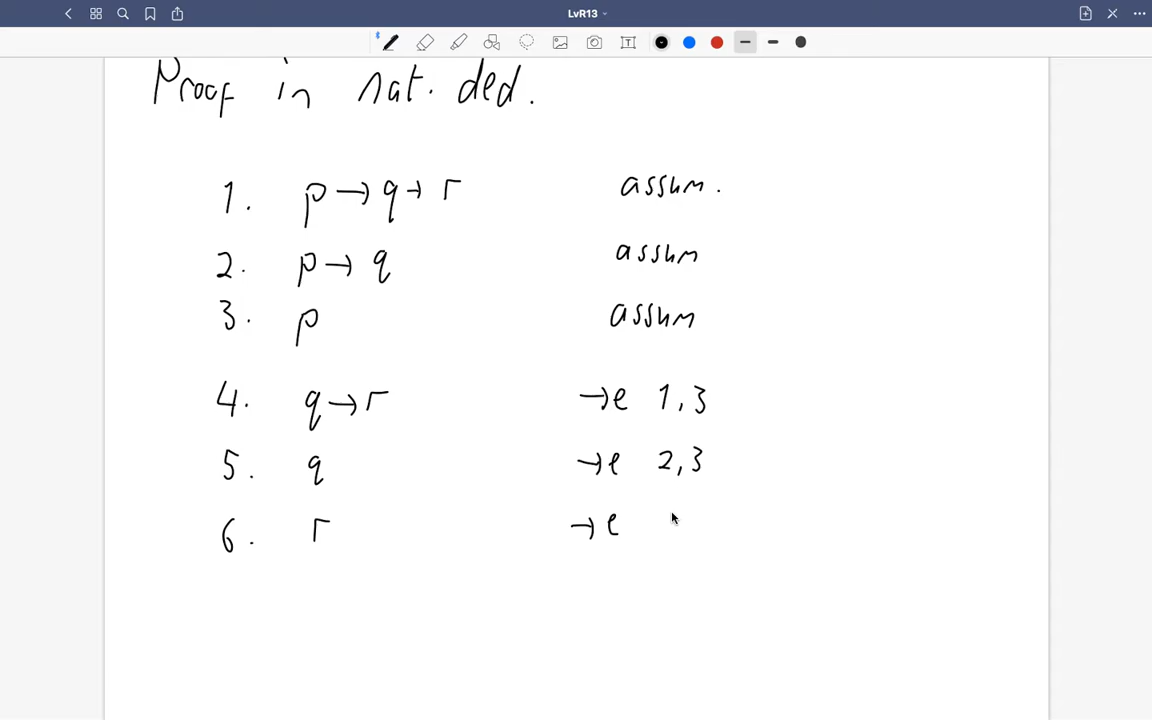 LvR13
Proof in nat. ded.
1. p → q → r assum.
2. p → q assum
3. p assum
4. q → r →e 1,3
5. q →e 2,3
6. r →e